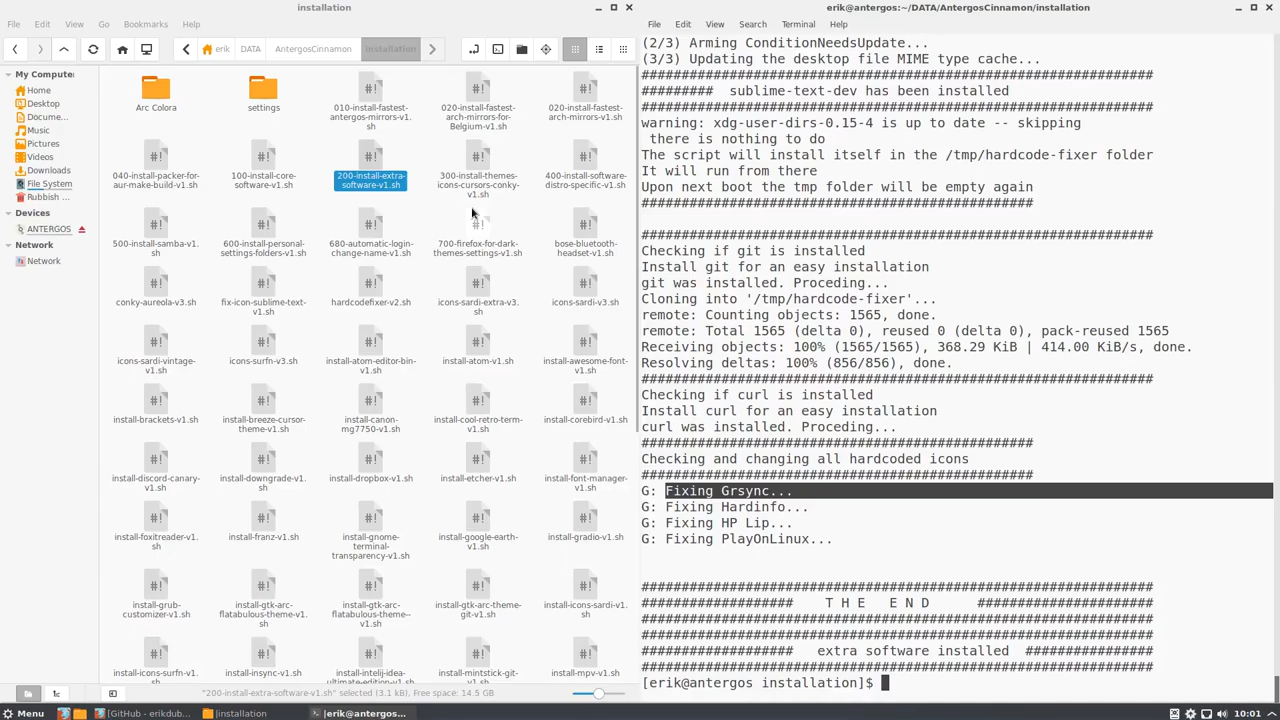 installation
File Edit View Go Bookmarks Help
erik DATA AntergosCinnamon installation
My Compute
Home
Desktop
Docume...
Music
Pictures
Videos
Downloads
File System
Rubbish ...
Devices
ANTERGOS
Network
Network
Arc Colora
settings
010-install-fastest-
antergos-mirrors-v1.
sh
020-install-fastest-
arch-mirrors-for-
Belgium-v1.sh
020-install-fastest-
arch-mirrors-v1.sh
040-install-packer-for-
aur-make-build-v1.sh
100-install-core-
software-v1.sh
200-install-extra-
software-v1.sh
300-install-themes-
icons-cursors-conky-
v1.sh
400-install-software-
distro-specific-v1.sh
500-install-samba-v1.
sh
600-install-personal-
settings-folders-v1.sh
680-automatic-login-
change-name-v1.sh
700-firefox-for-dark-
themes-settings-v1.sh
bose-bluetooth-
headset-v1.sh
conky-aureola-v3.sh
fix-icon-sublime-text-
v1.sh
hardcodefixer-v2.sh
icons-sardi-extra-v3.
sh
icons-sardi-v3.sh
icons-sardi-vintage-
v1.sh
icons-surfn-v3.sh
install-atom-editor-bin-
v1.sh
install-atom-v1.sh
install-awesome-font-
v1.sh
install-brackets-v1.sh
install-breeze-cursor-
theme-v1.sh
install-canon-
mg7750-v1.sh
install-cool-retro-term-
v1.sh
install-corebird-v1.sh
install-discord-canary-
v1.sh
install-downgrade-v1.
sh
install-dropbox-v1.sh
install-etcher-v1.sh
install-font-manager-
v1.sh
install-foxitreader-v1.
sh
install-franz-v1.sh
install-gnome-
terminal-
transparency-v1.sh
install-google-earth-
v1.sh
install-gradio-v1.sh
install-grub-
customizer-v1.sh
install-gtk-arc-
flatabulous-theme-
v1.sh
install-gtk-arc-
flatabulous-theme--
v1.sh
install-gtk-arc-theme-
git-v1.sh
install-icons-sardi-v1.
sh
install-icons-surfn-v1.
sh
install-insync-v1.sh
install-intelij-idea-
ultimate-edition-v1.sh
install-mintstick-git-
v1.sh
install-mpv-v1.sh
"200-install-extra-software-v1.sh" selected (3.1 kB), Free space: 14.5 GB
erik@antergos:~/DATA/AntergosCinnamon/installation
File Edit View Search Terminal Help
(2/3) Arming ConditionNeedsUpdate...
(3/3) Updating the desktop file MIME type cache...
################################################################
######### sublime-text-dev has been installed
################################################################
warning: xdg-user-dirs-0.15-4 is up to date -- skipping
there is nothing to do
The script will install itself in the /tmp/hardcode-fixer folder
It will run from there
Upon next boot the tmp folder will be empty again
#################################################
################################################################
Checking if git is installed
Install git for an easy installation
git was installed. Proceding...
Cloning into '/tmp/hardcode-fixer'...
remote: Counting objects: 1565, done.
remote: Total 1565 (delta 0), reused 0 (delta 0), pack-reused 1565
Receiving objects: 100% (1565/1565), 368.29 KiB | 414.00 KiB/s, done.
Resolving deltas: 100% (856/856), done.
################################################################
Checking if curl is installed
Install curl for an easy installation
curl was installed. Proceding...
#################################################
Checking and changing all hardcoded icons
#################################################
G: Fixing Grsync...
G: Fixing Hardinfo...
G: Fixing HP Lip...
G: Fixing PlayOnLinux...
################################################################
################### T H E E N D ######################
################################################################
################################################################
################### extra software installed ################
################################################################
[erik@antergos installation]$
Menu [GitHub - erikdub... [installation [erik@antergos:~... 10:01